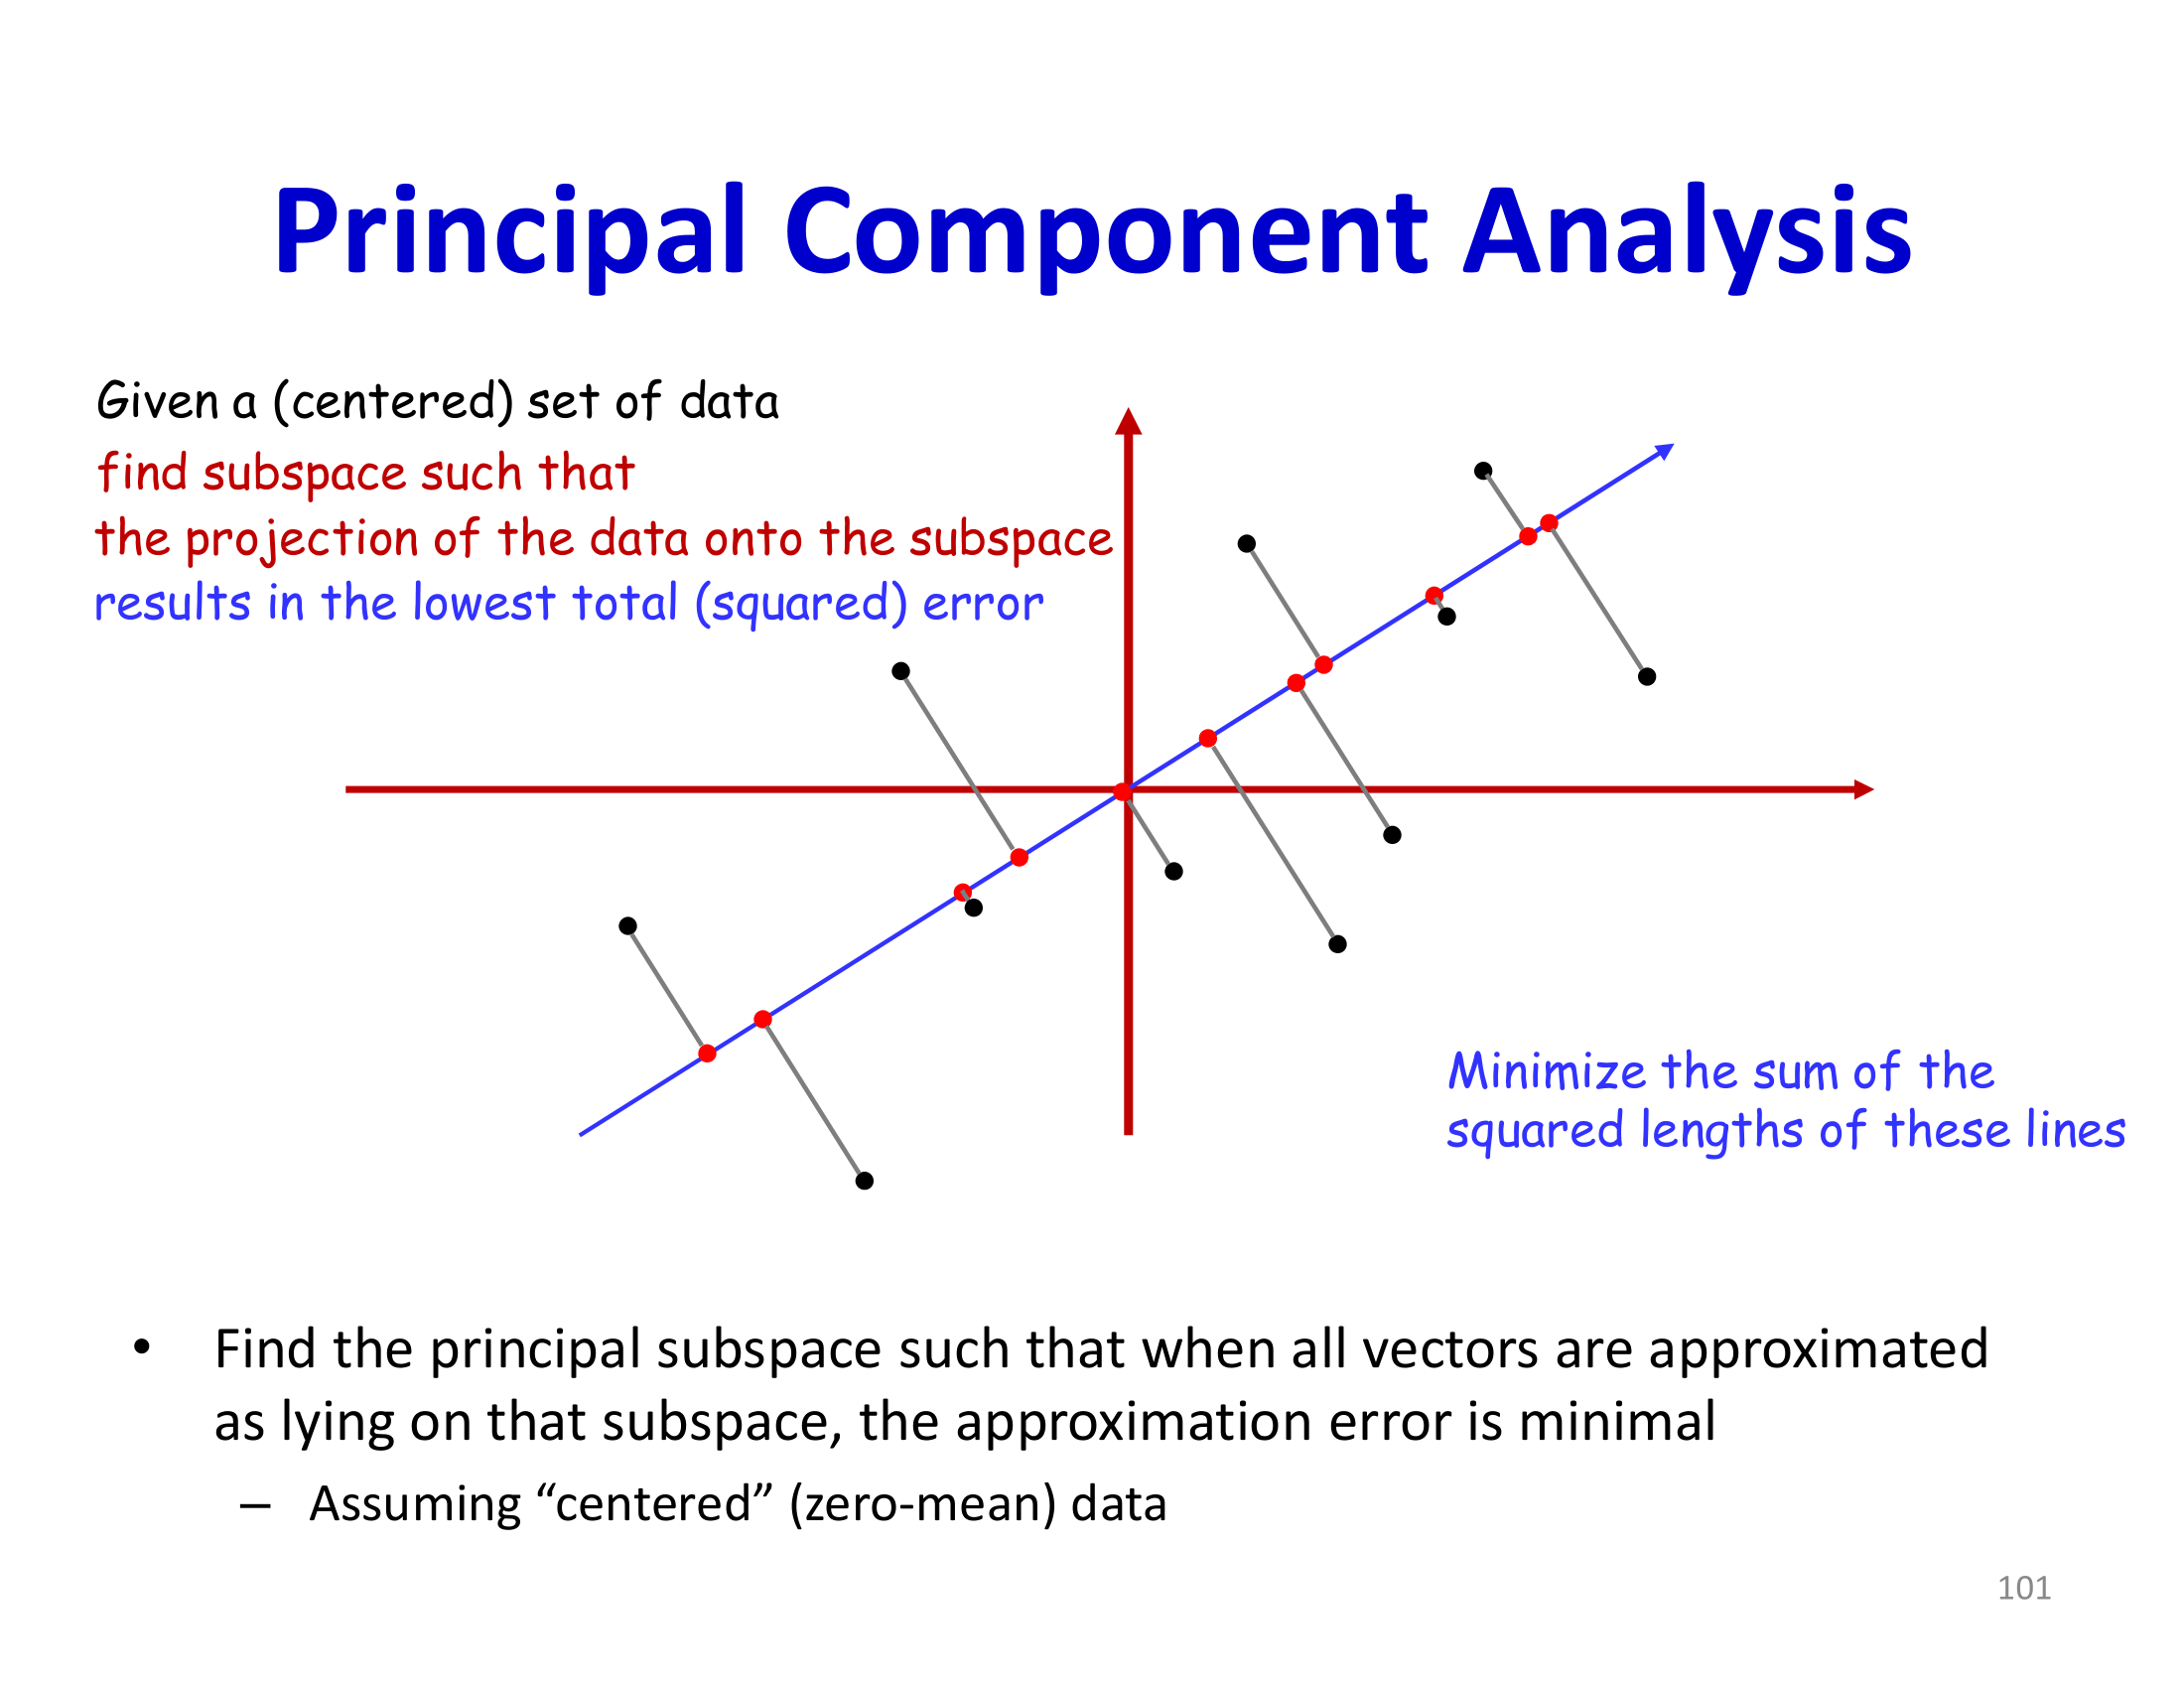 Principal Component Analysis
Given a (centered) set of data
find subspace such that
the projection of the data onto the subspace
results in the lowest total (squared) error
Minimize the sum of the
squared lengths of these lines
• Find the principal subspace such that when all vectors are approximated
as lying on that subspace, the approximation error is minimal
– Assuming “centered” (zero-mean) data
101